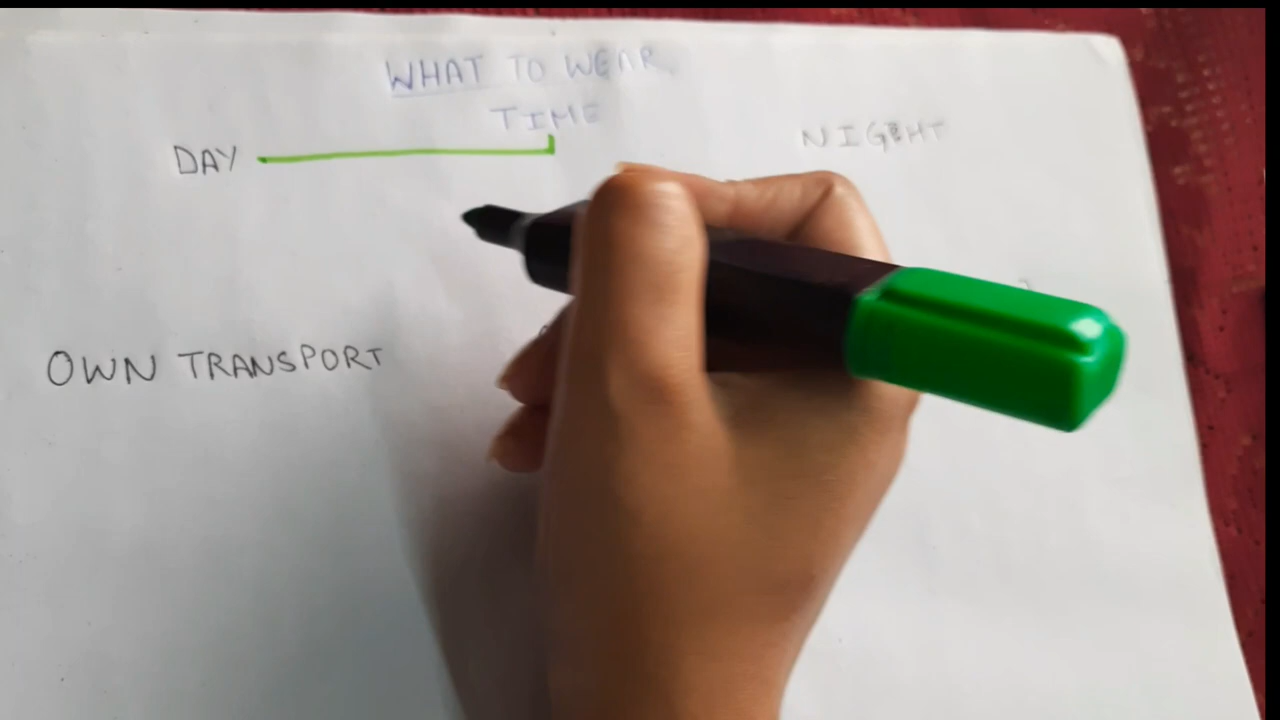 WHAT TO WEAR
TIME
DAY
NIGHT
OWN TRANSPORT